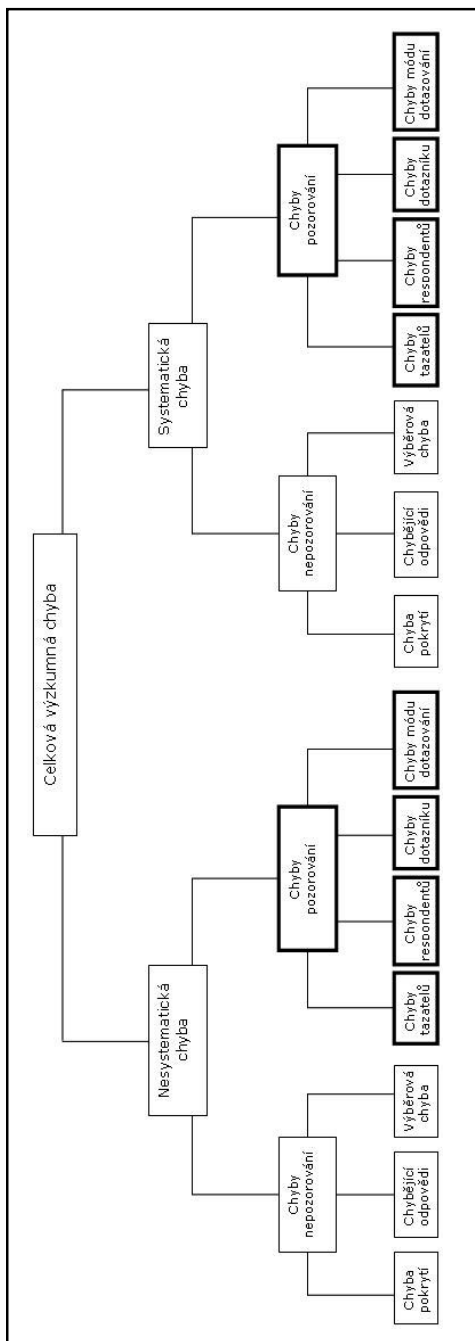 Celková výzkumná chyba
Nesystematická
chyba
Systematická
chyba
Chyby
nepozorování
Chyby
pozorování
Chyby
nepozorování
Chyby
pozorování
Chyba
pokrytí
Chybějící
odpovědi
Výběrová
chyba
Chyby
tazatelů
Chyby
respondentů
Chyby
dotazníku
Chyby módu
dotazování
Chyba
pokrytí
Chybějící
odpovědi
Výběrová
chyba
Chyby
tazatelů
Chyby
respondentů
Chyby
dotazníku
Chyby módu
dotazování